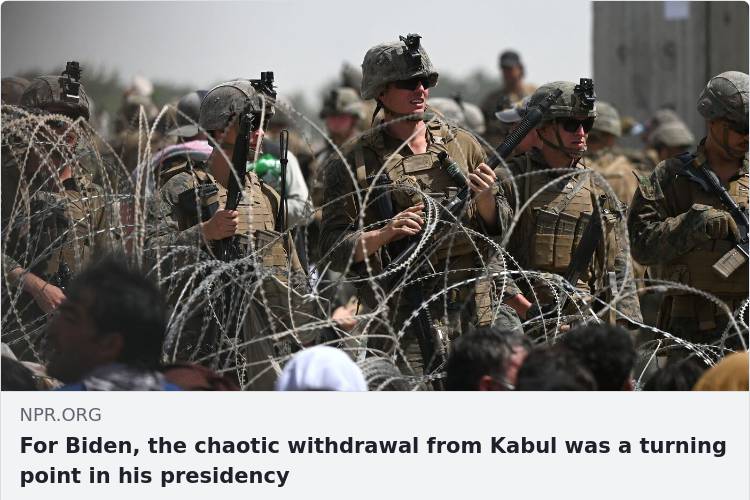 NPR.ORG
For Biden, the chaotic withdrawal from Kabul was a turning
point in his presidency